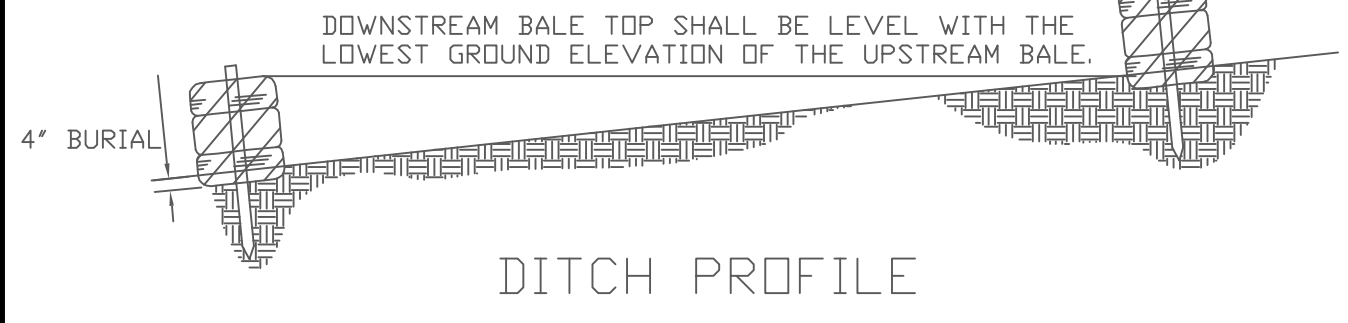 DOWNSTREAM BALE TOP SHALL BE LEVEL WITH THE
LOWEST GROUND ELEVATION OF THE UPSTREAM BALE.
4" BURIAL
DITCH PROFILE